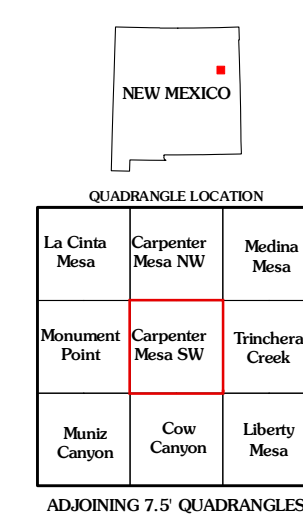 NEW MEXICO
QUADRANGLE LOCATION
La Cinta
Mesa
Carpenter
Mesa NW
Medina
Mesa
Monument
Point
Carpenter
Mesa SW
Trinchera
Creek
Muniz
Canyon
Cow
Canyon
Liberty
Mesa
ADJOINING 7.5' QUADRANGLES